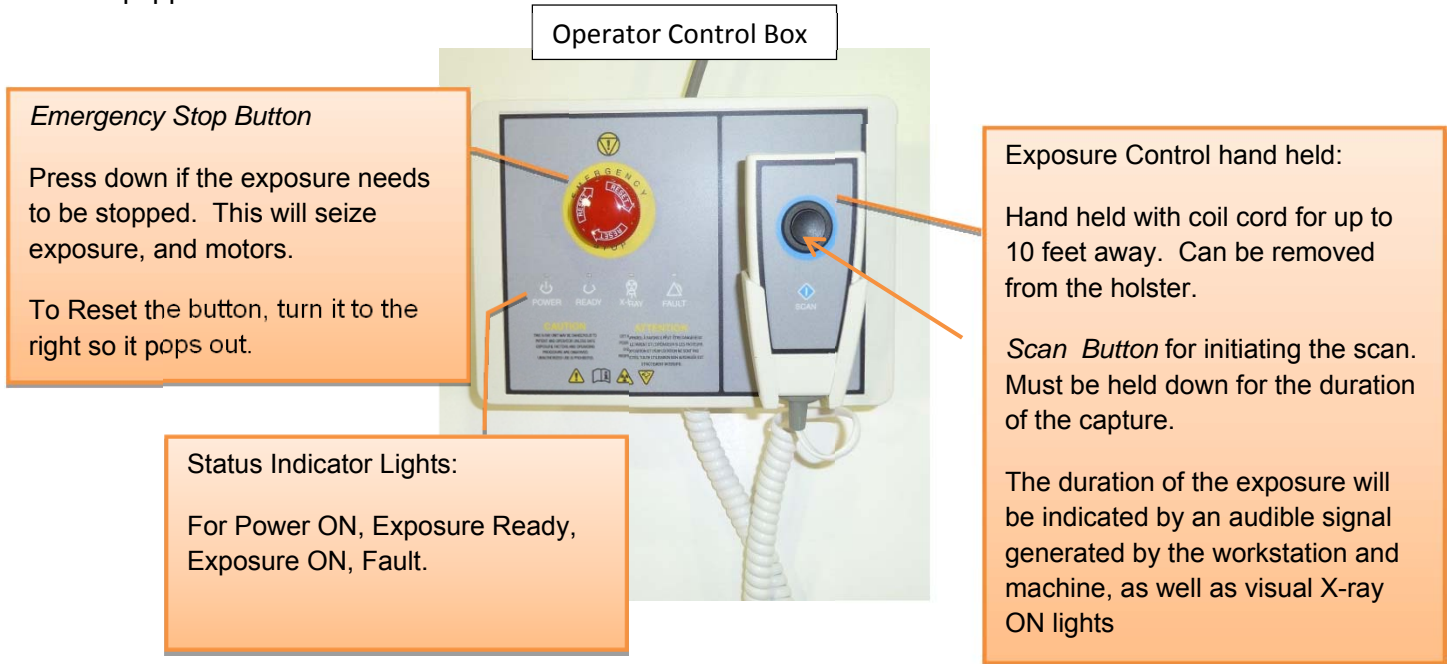 Operator Control Box
Emergency Stop Button
Press down if the exposure needs
to be stopped. This will seize
exposure, and motors.
To Reset the button, turn it to the
right so it pops out.
Status Indicator Lights:
For Power ON, Exposure Ready,
Exposure ON, Fault.
EMERGENCY
RESET
RESET
RESET
STOP
POWER READY X-RAY FAULT
CAUTION
ATTENTION
SCAN
Exposure Control hand held:
Hand held with coil cord for up to
10 feet away. Can be removed
from the holster.
Scan Button for initiating the scan.
Must be held down for the duration
of the capture.
The duration of the exposure will
be indicated by an audible signal
generated by the workstation and
machine, as well as visual X-ray
ON lights